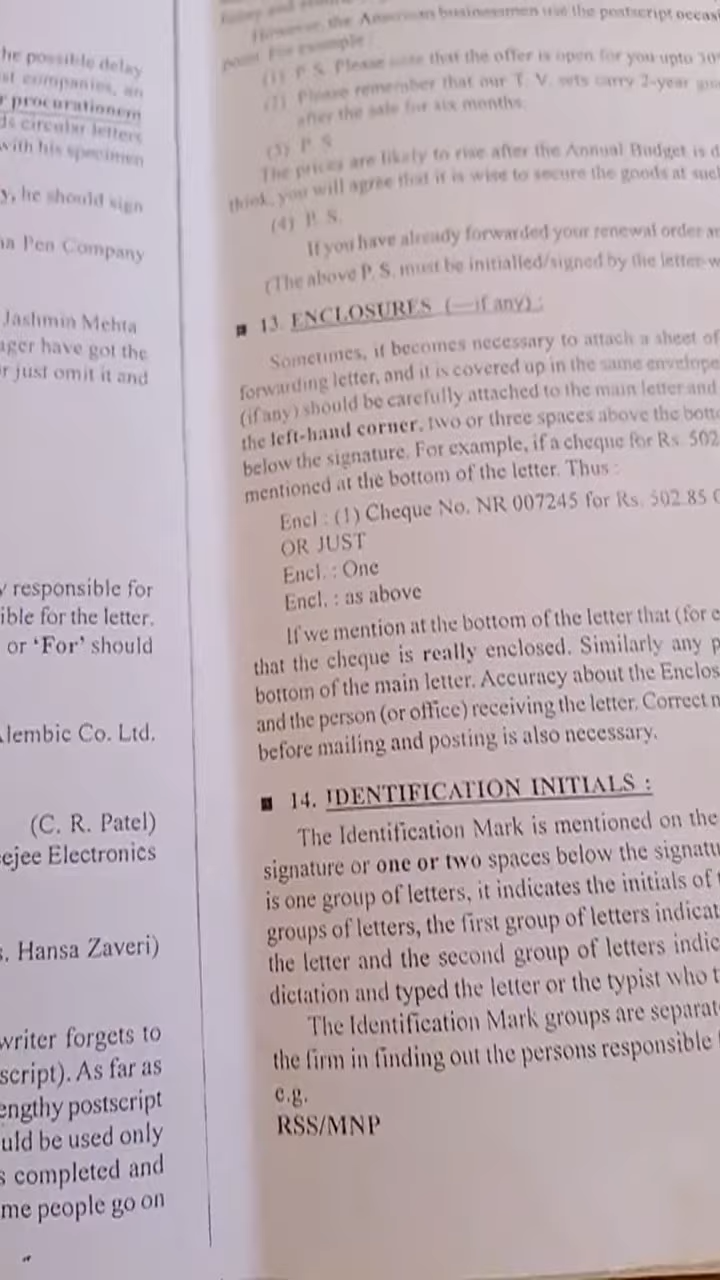 he possible delay
st companies, an
r procurationem
ds circular letters
with his specimen
y, he should sign
na Pen Company
Jashmin Mehta
ager have got the
r just omit it and
y responsible for
ible for the letter.
or 'For' should
lembic Co. Ltd.
(C. R. Patel)
ejee Electronics
s. Hansa Zaveri)
writer forgets to
script). As far as
engthy postscript
uld be used only
s completed and
me people go on
However, the American businessmen use the postscript occasi
point. For example :
(1) P. S. Please note that the offer is open for you upto 30
(2) Please remember that our T. V. sets carry 2-year
after the sale for six months.
(3) P. S.
The prices are likely to rise after the Annual Budget is d
think, you will agree that it is wise to secure the goods at such
(4) P. S.
If you have already forwarded your renewal order a
(The above P. S. must be initialled/signed by the letter-w
■ 13. ENCLOSURES (—if any) :
Sometimes, it becomes necessary to attach a sheet of
forwarding letter, and it is covered up in the same envelope
(if any) should be carefully attached to the main letter and
the left-hand corner, two or three spaces above the botto
below the signature. For example, if a cheque for Rs. 502
mentioned at the bottom of the letter. Thus :
Encl : (1) Cheque No. NR 007245 for Rs. 502.85
OR JUST
Encl. : One
Encl. : as above
If we mention at the bottom of the letter that (for e
that the cheque is really enclosed. Similarly any p
bottom of the main letter. Accuracy about the Enclos
and the person (or office) receiving the letter. Correct n
before mailing and posting is also necessary.
■ 14. IDENTIFICATION INITIALS :
The Identification Mark is mentioned on the
signature or one or two spaces below the signatu
is one group of letters, it indicates the initials of t
groups of letters, the first group of letters indicat
the letter and the second group of letters indic
dictation and typed the letter or the typist who t
The Identification Mark groups are separat
the firm in finding out the persons responsible f
e.g.
RSS/MNP